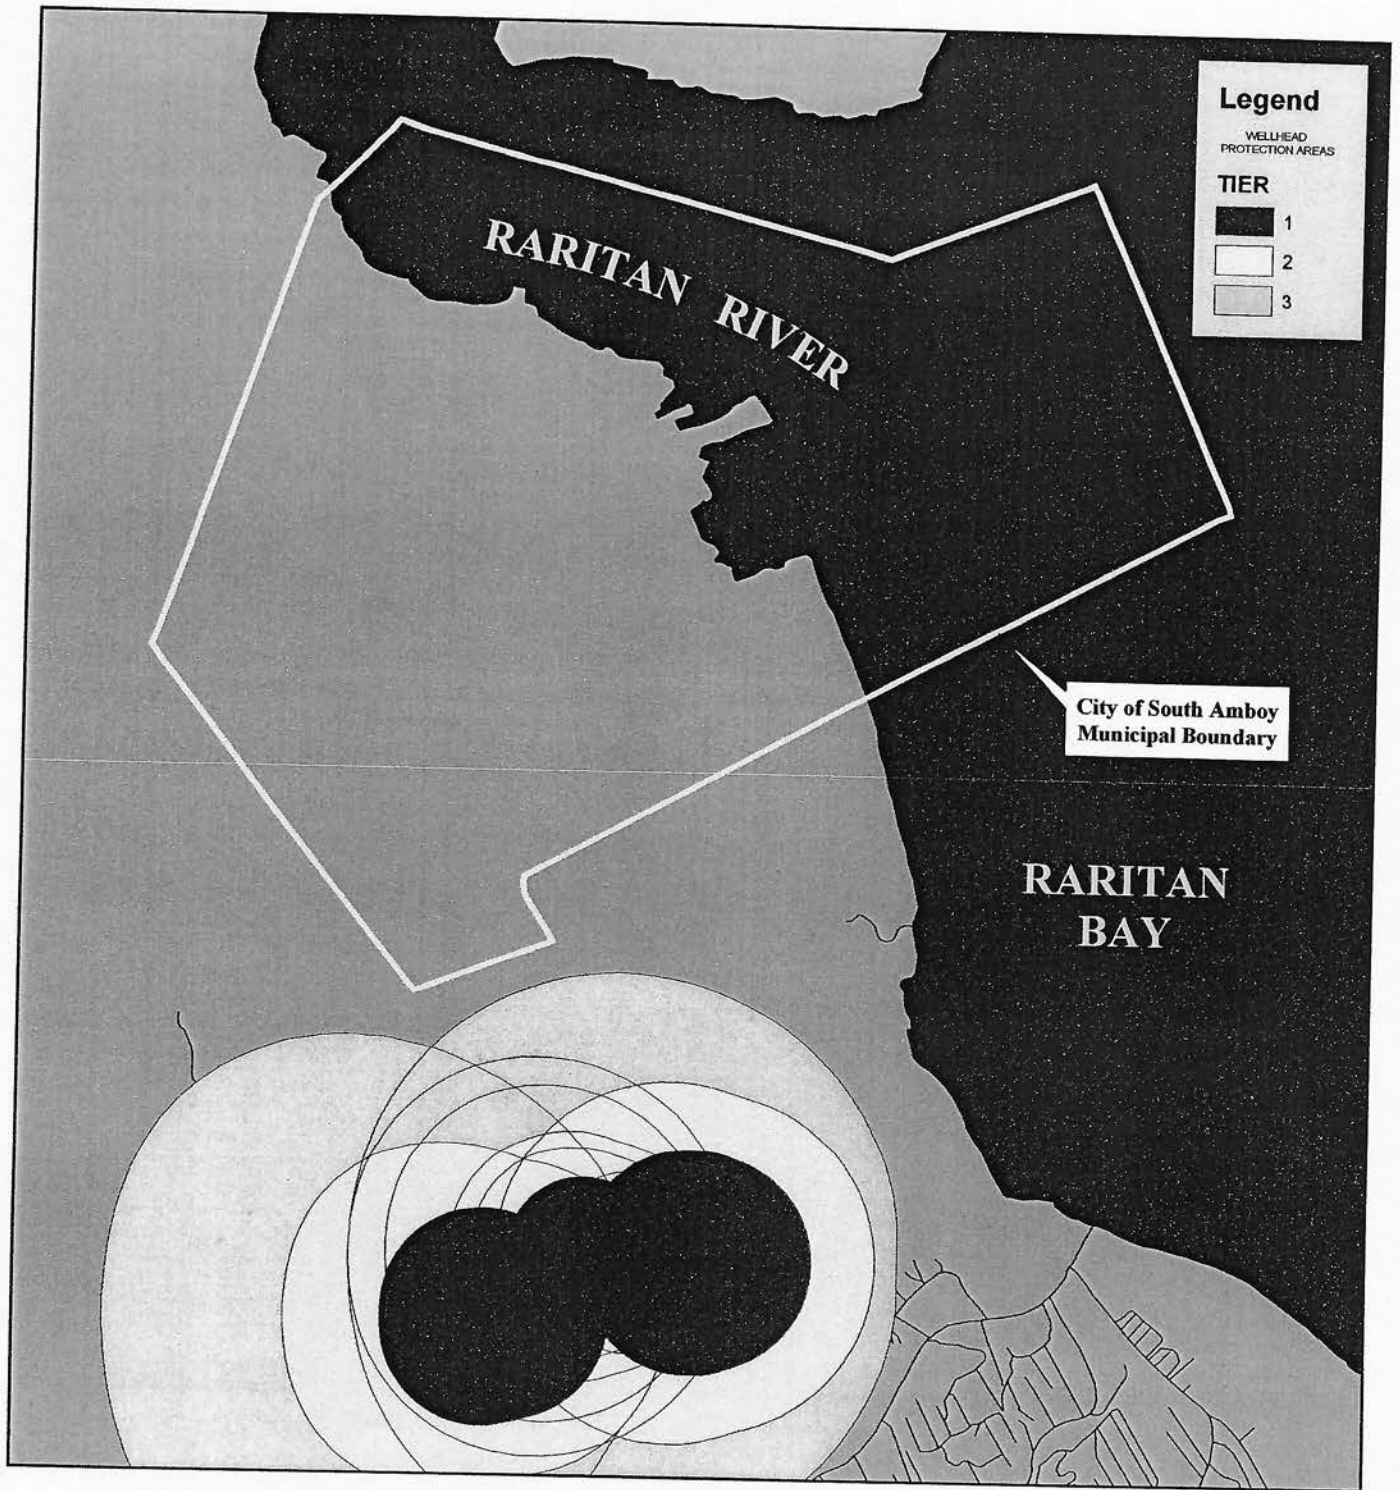 Legend
WELLHEAD
PROTECTION AREAS
TIER
1
2
3
RARITAN RIVER
City of South Amboy
Municipal Boundary
RARITAN
BAY